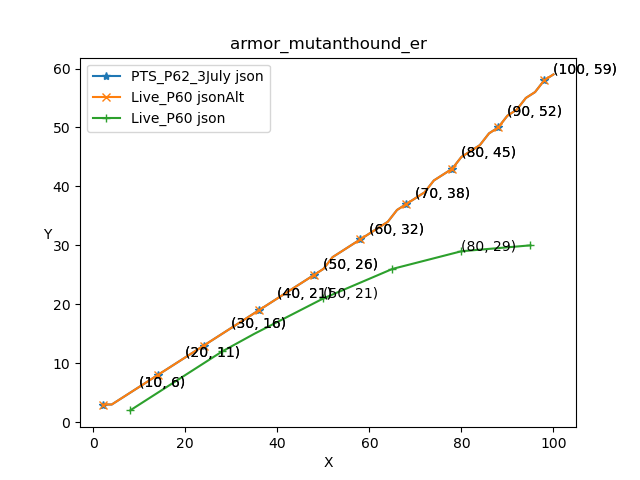 armor_mutanthound_er
PTS_P62_3July json
Live_P60 jsonAlt
Live_P60 json
Y
60
50
40
30
20
10
0
(100, 59)
(90, 52)
(80, 45)
(70, 38)
(60, 32)
(80, 29)
(50, 26)
(40, 21)
(50, 21)
(30, 16)
(20, 11)
(10, 6)
0 20 40 60 80 100
X